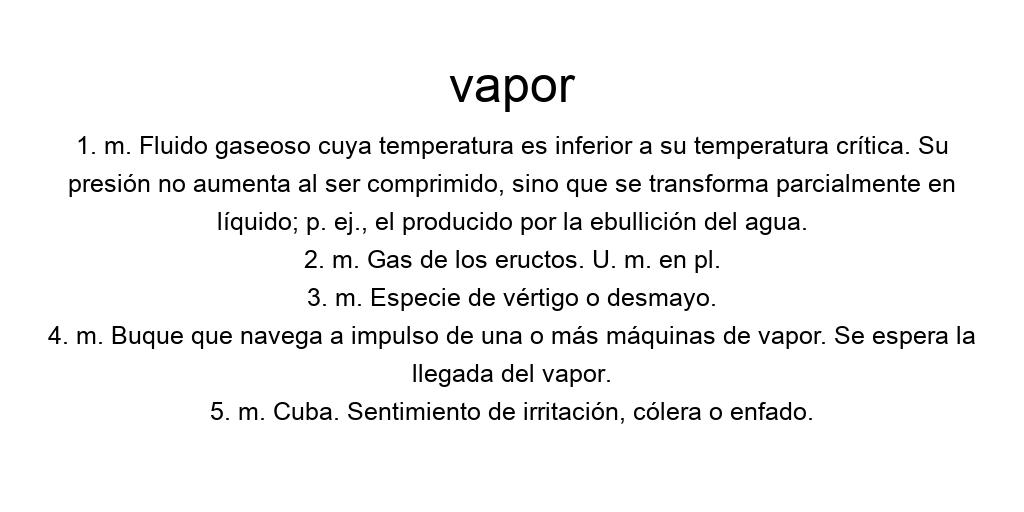 vapor
1. m. Fluido gaseoso cuya temperatura es inferior a su temperatura crítica. Su
presión no aumenta al ser comprimido, sino que se transforma parcialmente en
líquido; p. ej., el producido por la ebullición del agua.
2. m. Gas de los eructos. U. m. en pl.
3. m. Especie de vértigo o desmayo.
4. m. Buque que navega a impulso de una o más máquinas de vapor. Se espera la
llegada del vapor.
5. m. Cuba. Sentimiento de irritación, cólera o enfado.